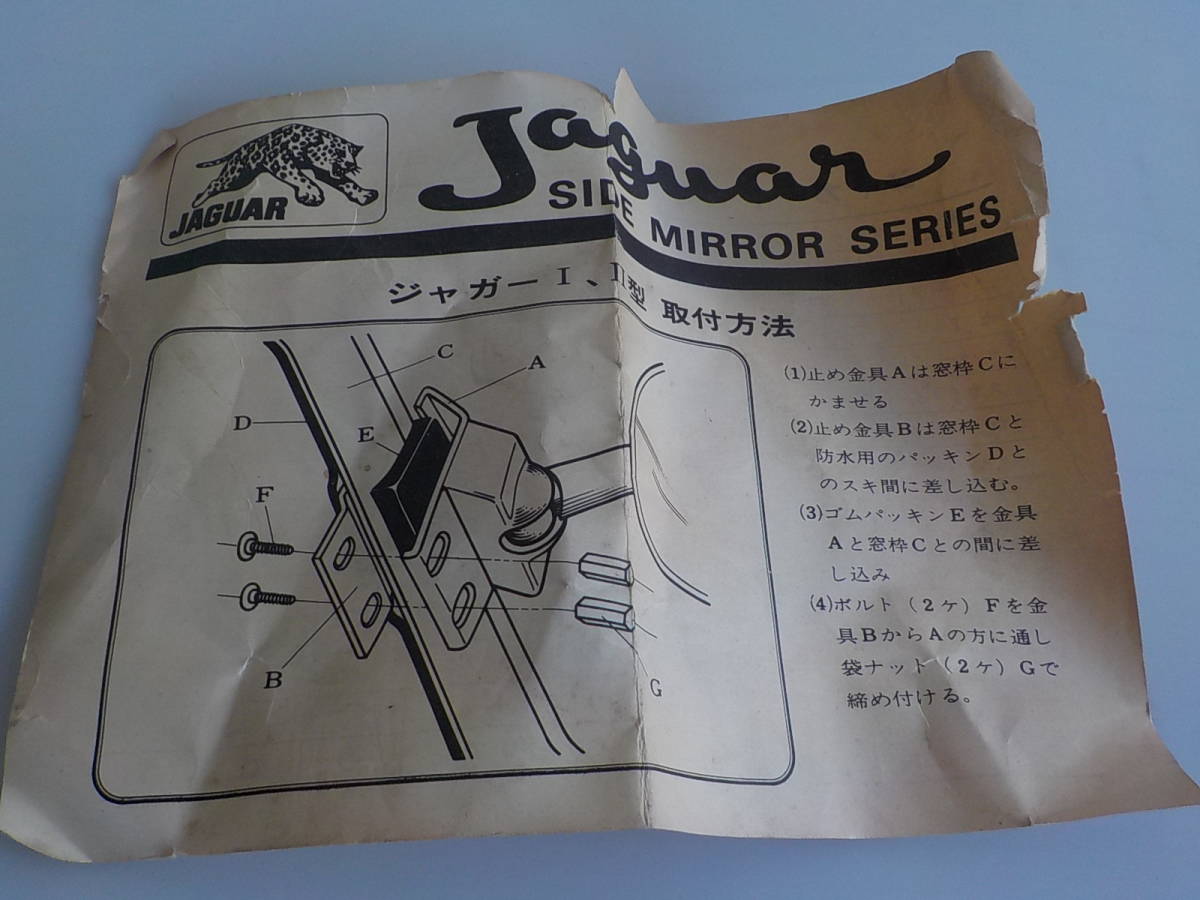 JAGUAR
Jaguar
SIDE MIRROR SERIES
ジャガーI、II型 取付方法
C
A
D
E
F
B
G
(1)止め金具Aは窓枠Cに
かませる
(2)止め金具Bは窓枠Cと
防水用のパッキンDと
のスキ間に差し込む。
(3)ゴムパッキンEを金具
Aと窓枠Cとの間に差
し込み
(4)ボルト(2ケ)Fを金
具BからAの方に通し
袋ナット(2ケ)Gで
締め付ける。